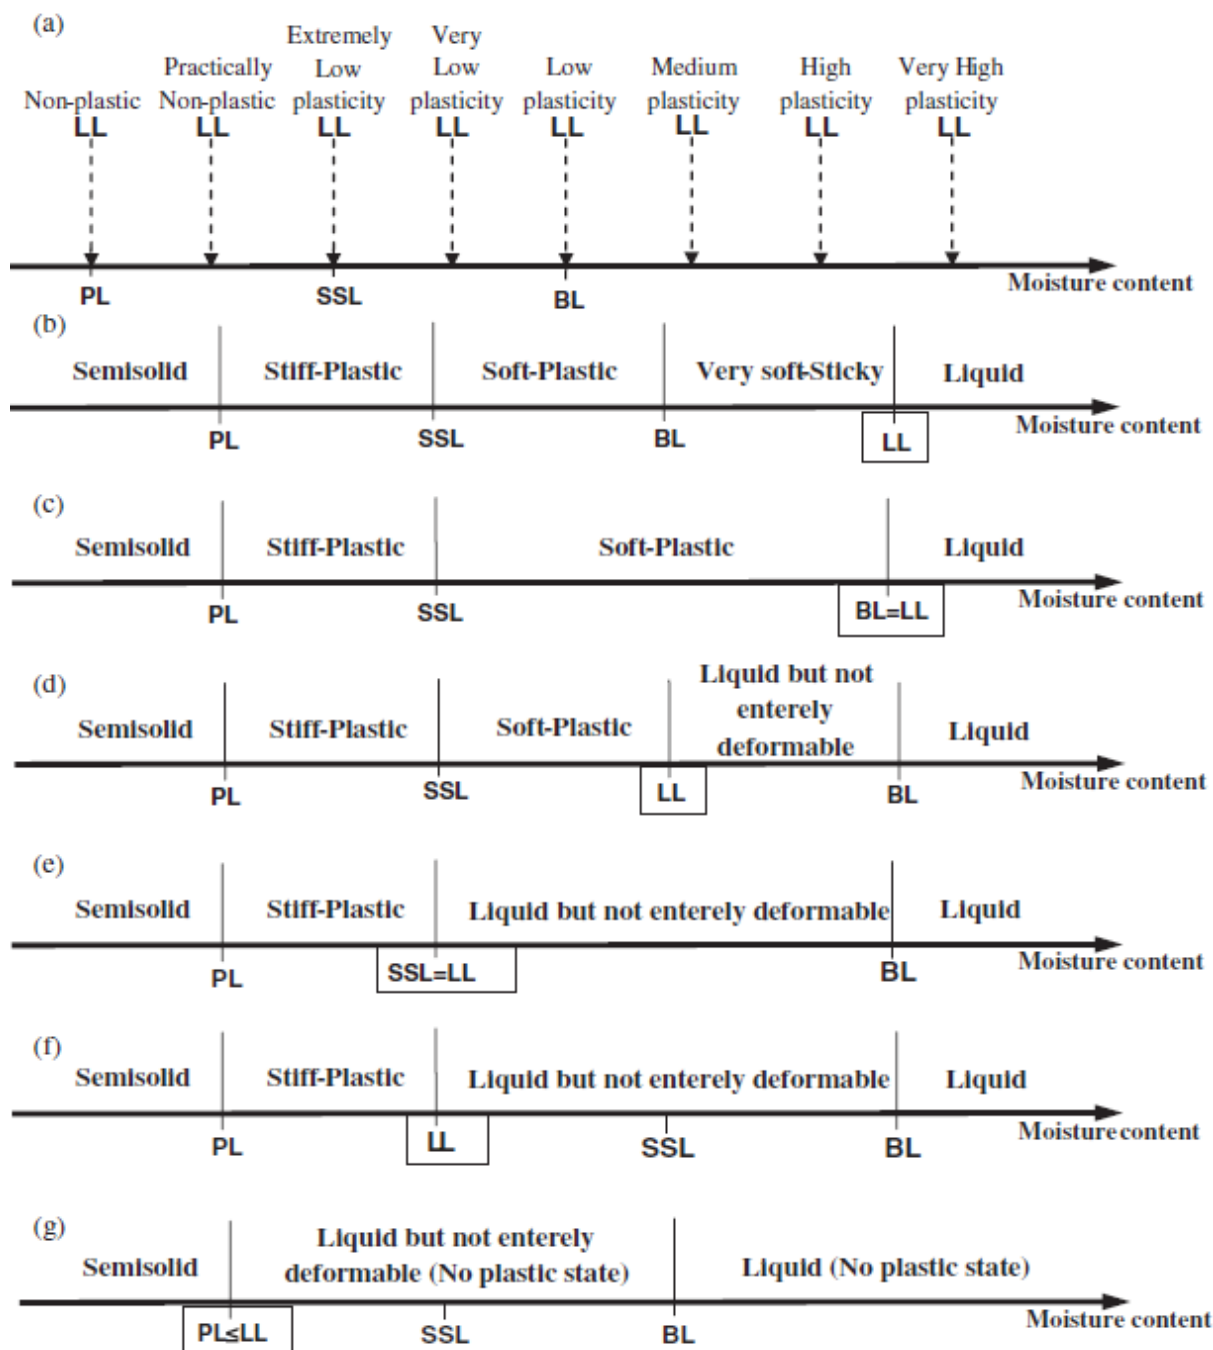 (a)
Extremely Very
Practically Low Low Low Medium High Very High
Non-plastic Non-plastic plasticity plasticity plasticity plasticity plasticity plasticity
LL LL LL LL LL LL LL LL
PL SSL BL Moisture content
(b)
Semisolid Stiff-Plastic Soft-Plastic Very soft-Sticky Liquid
PL SSL BL LL Moisture content
(c)
Semisolid Stiff-Plastic Soft-Plastic Liquid
PL SSL BL=LL Moisture content
(d)
Liquid but not
enterely
deformable
Semisolid Stiff-Plastic Soft-Plastic Liquid
PL SSL LL BL Moisture content
(e)
Semisolid Stiff-Plastic Liquid but not enterely deformable Liquid
PL SSL=LL BL Moisture content
(f)
Semisolid Stiff-Plastic Liquid but not enterely deformable Liquid
PL LL SSL BL Moisture content
(g)
Liquid but not enterely
Semisolid deformable (No plastic state) Liquid (No plastic state)
PL≤LL SSL BL Moisture content